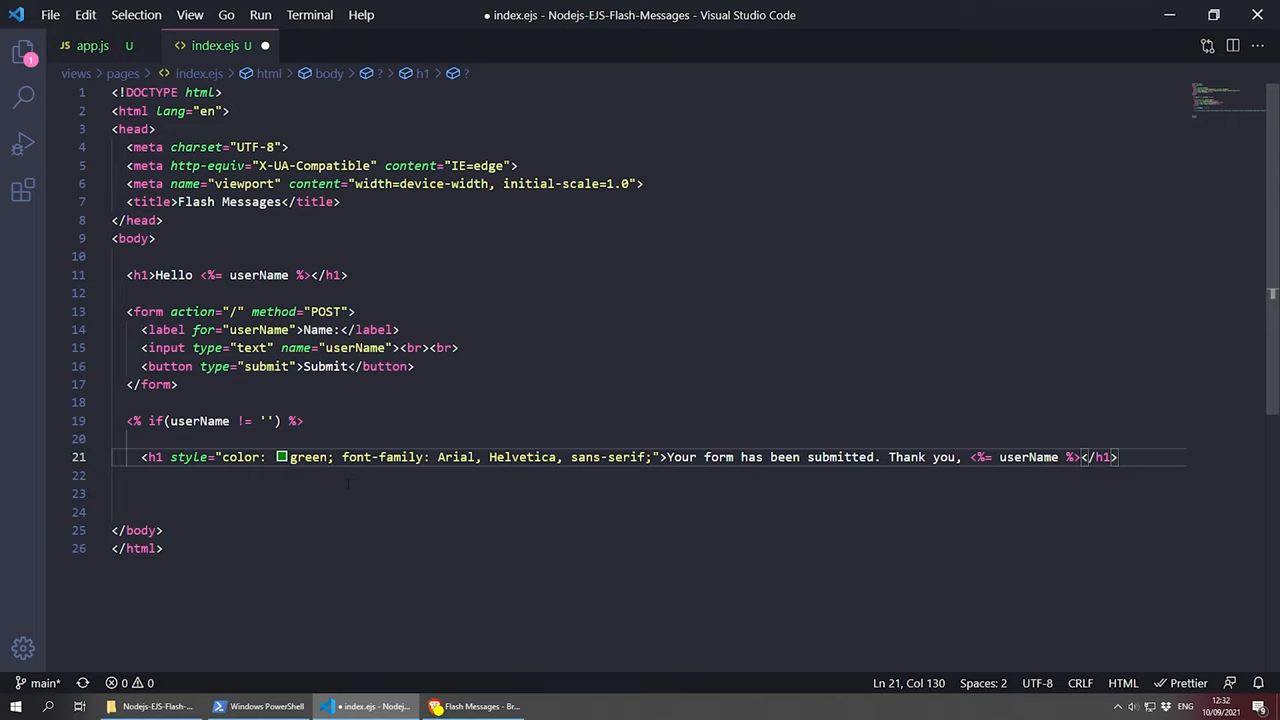 File Edit Selection View Go Run Terminal Help
● index.ejs - Nodejs-EJS-Flash-Messages - Visual Studio Code
JS app.js U
<> index.ejs U ●
views > pages > <> index.ejs > html > body > ? > h1 > ?
1 <!DOCTYPE html>
2 <html lang="en">
3 <head>
4 <meta charset="UTF-8">
5 <meta http-equiv="X-UA-Compatible" content="IE=edge">
6 <meta name="viewport" content="width=device-width, initial-scale=1.0">
7 <title>Flash Messages</title>
8 </head>
9 <body>
10
11 <h1>Hello <%= userName %></h1>
12
13 <form action="/" method="POST">
14 <label for="userName">Name:</label>
15 <input type="text" name="userName"><br><br>
16 <button type="submit">Submit</button>
17 </form>
18
19 <% if(userName != '') %>
20
21 <h1 style="color: green; font-family: Arial, Helvetica, sans-serif;">Your form has been submitted. Thank you, <%= userName %></h1>
22
23
24
25 </body>
26 </html>
1
main* 0 0 Ln 21, Col 130 Spaces: 2 UTF-8 CRLF HTML Prettier
Nodejs-EJS-Flash-... Windows PowerShell ● index.ejs - Nodej... Flash Messages - Br... ENG 12:32
10/09/2021